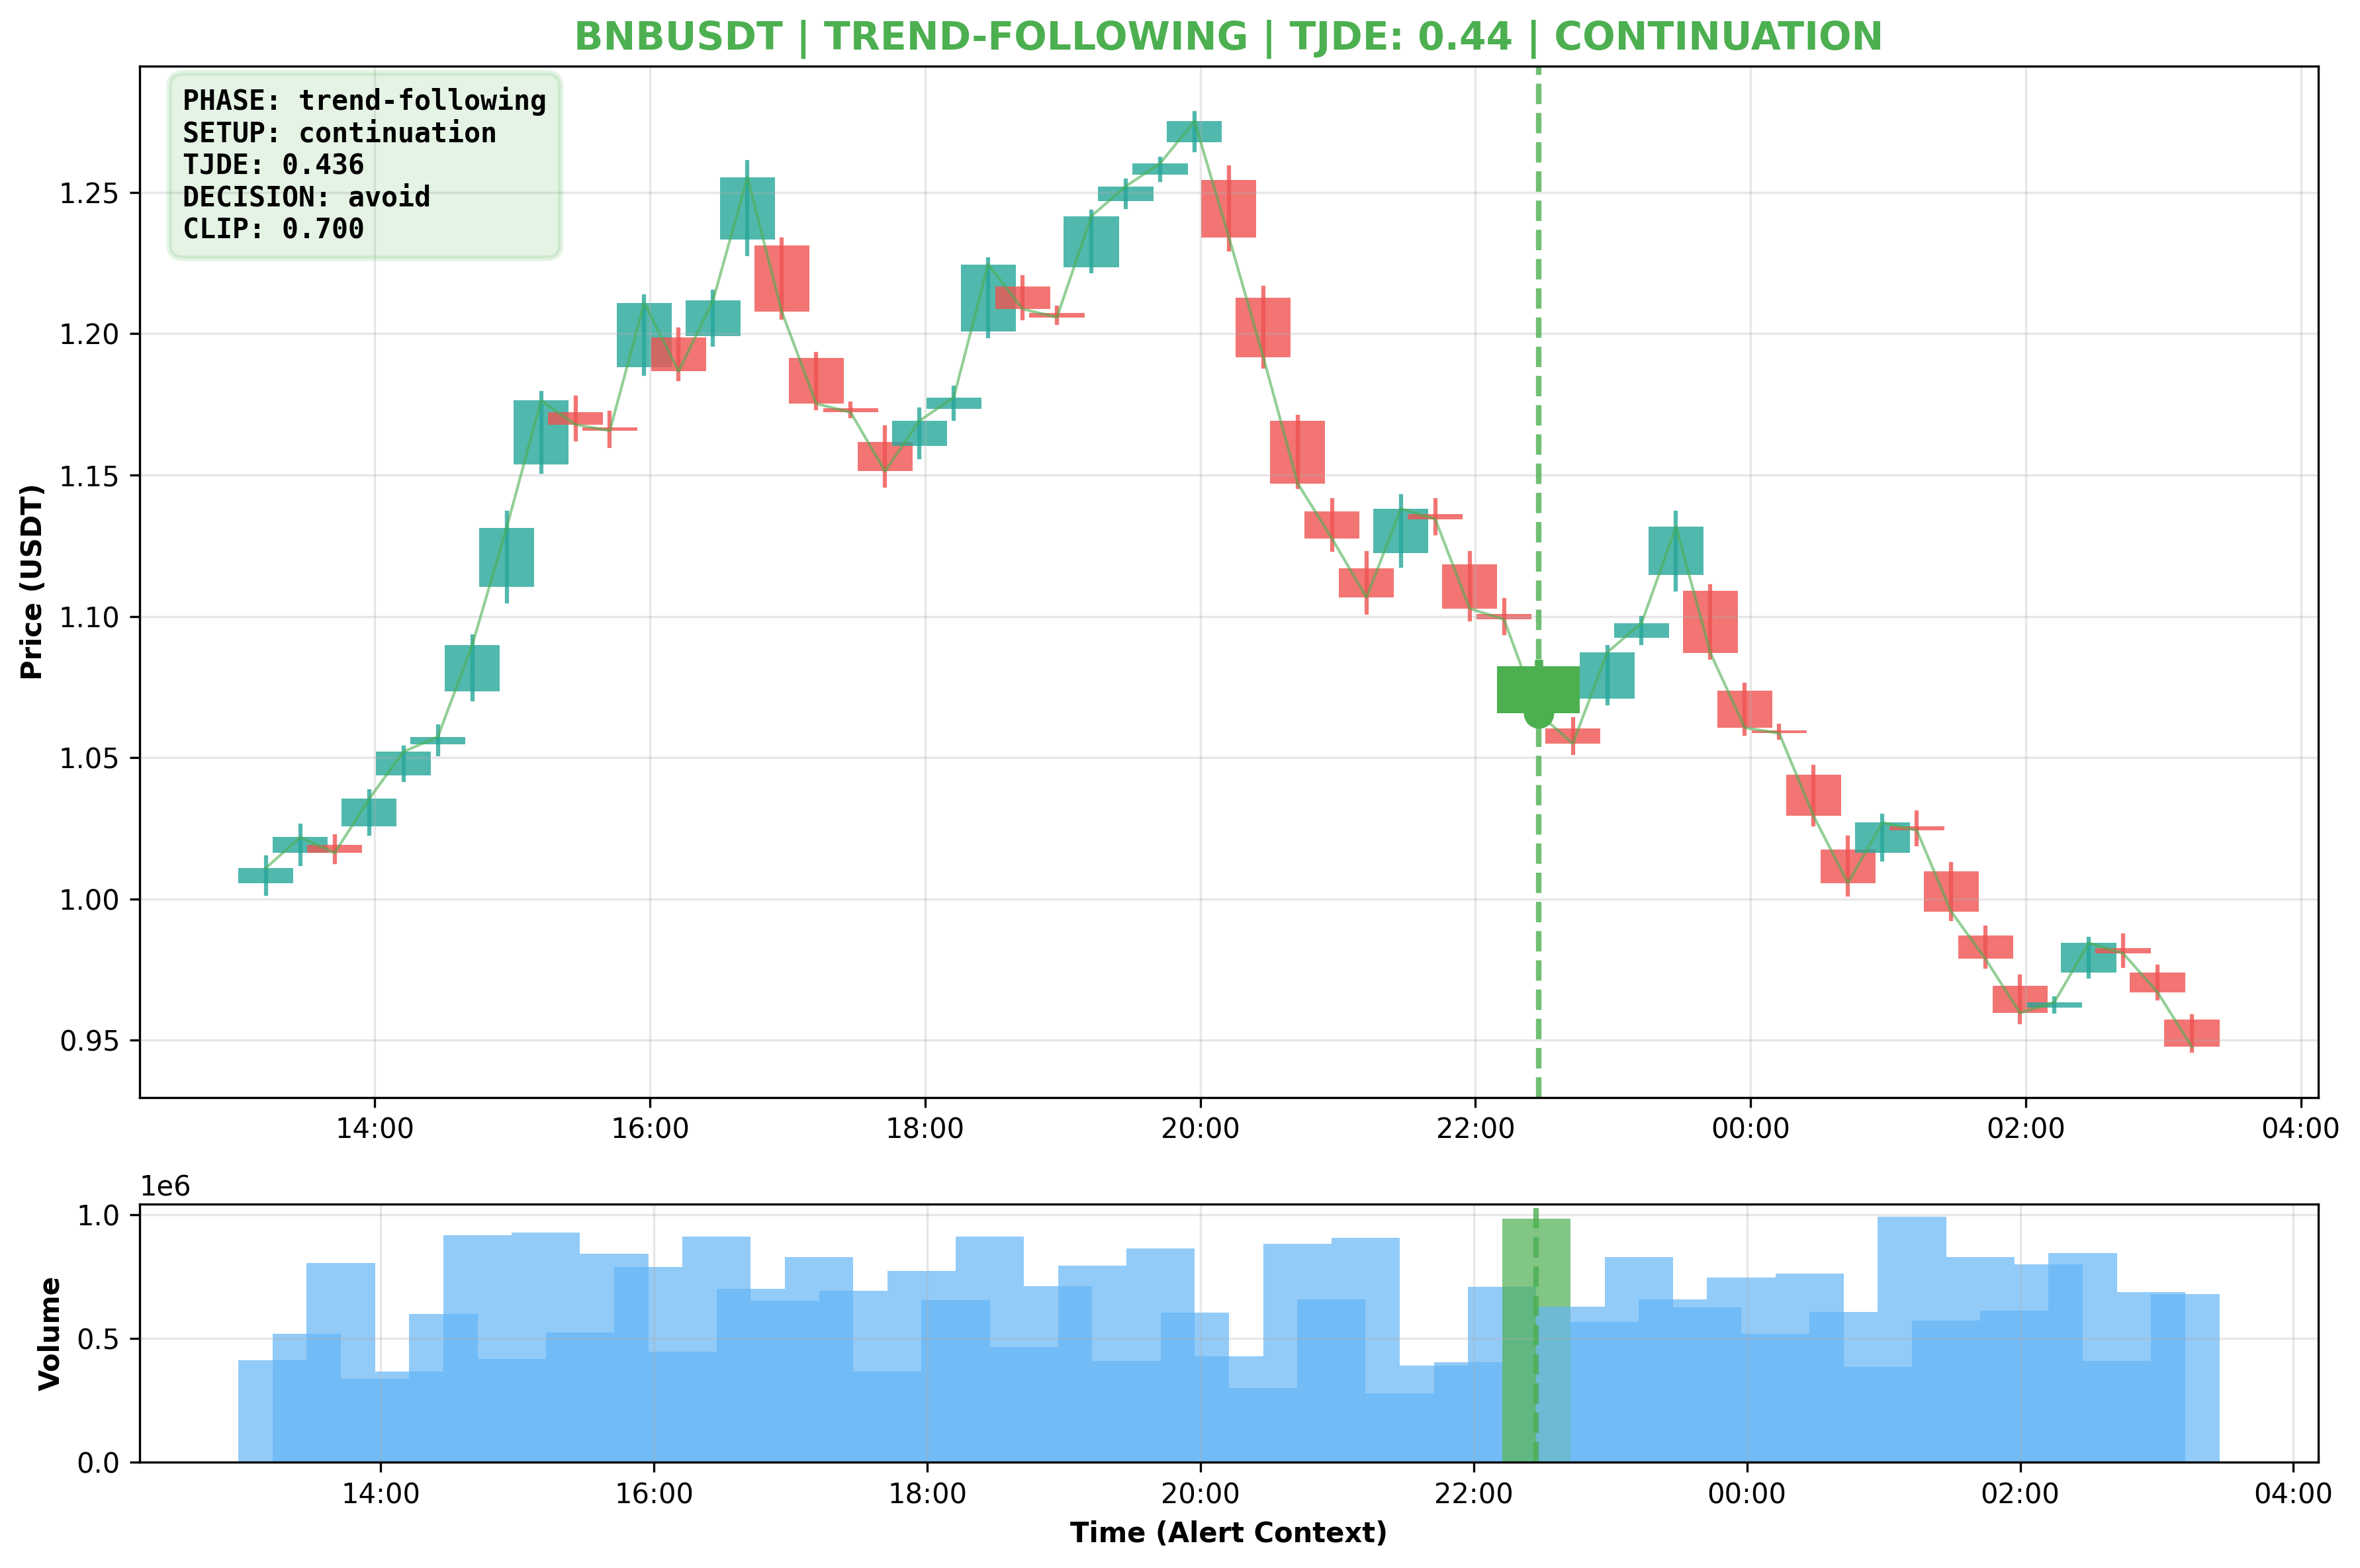 BNBUSDT | TREND-FOLLOWING | TJDE: 0.44 | CONTINUATION
PHASE: trend-following
SETUP: continuation
TJDE: 0.436
DECISION: avoid
CLIP: 0.700
Price (USDT)
1.25
1.20
1.15
1.10
1.05
1.00
0.95
14:00 16:00 18:00 20:00 22:00 00:00 02:00 04:00
1e6
Volume
1.0
0.5
0.0
14:00 16:00 18:00 20:00 22:00 00:00 02:00 04:00
Time (Alert Context)